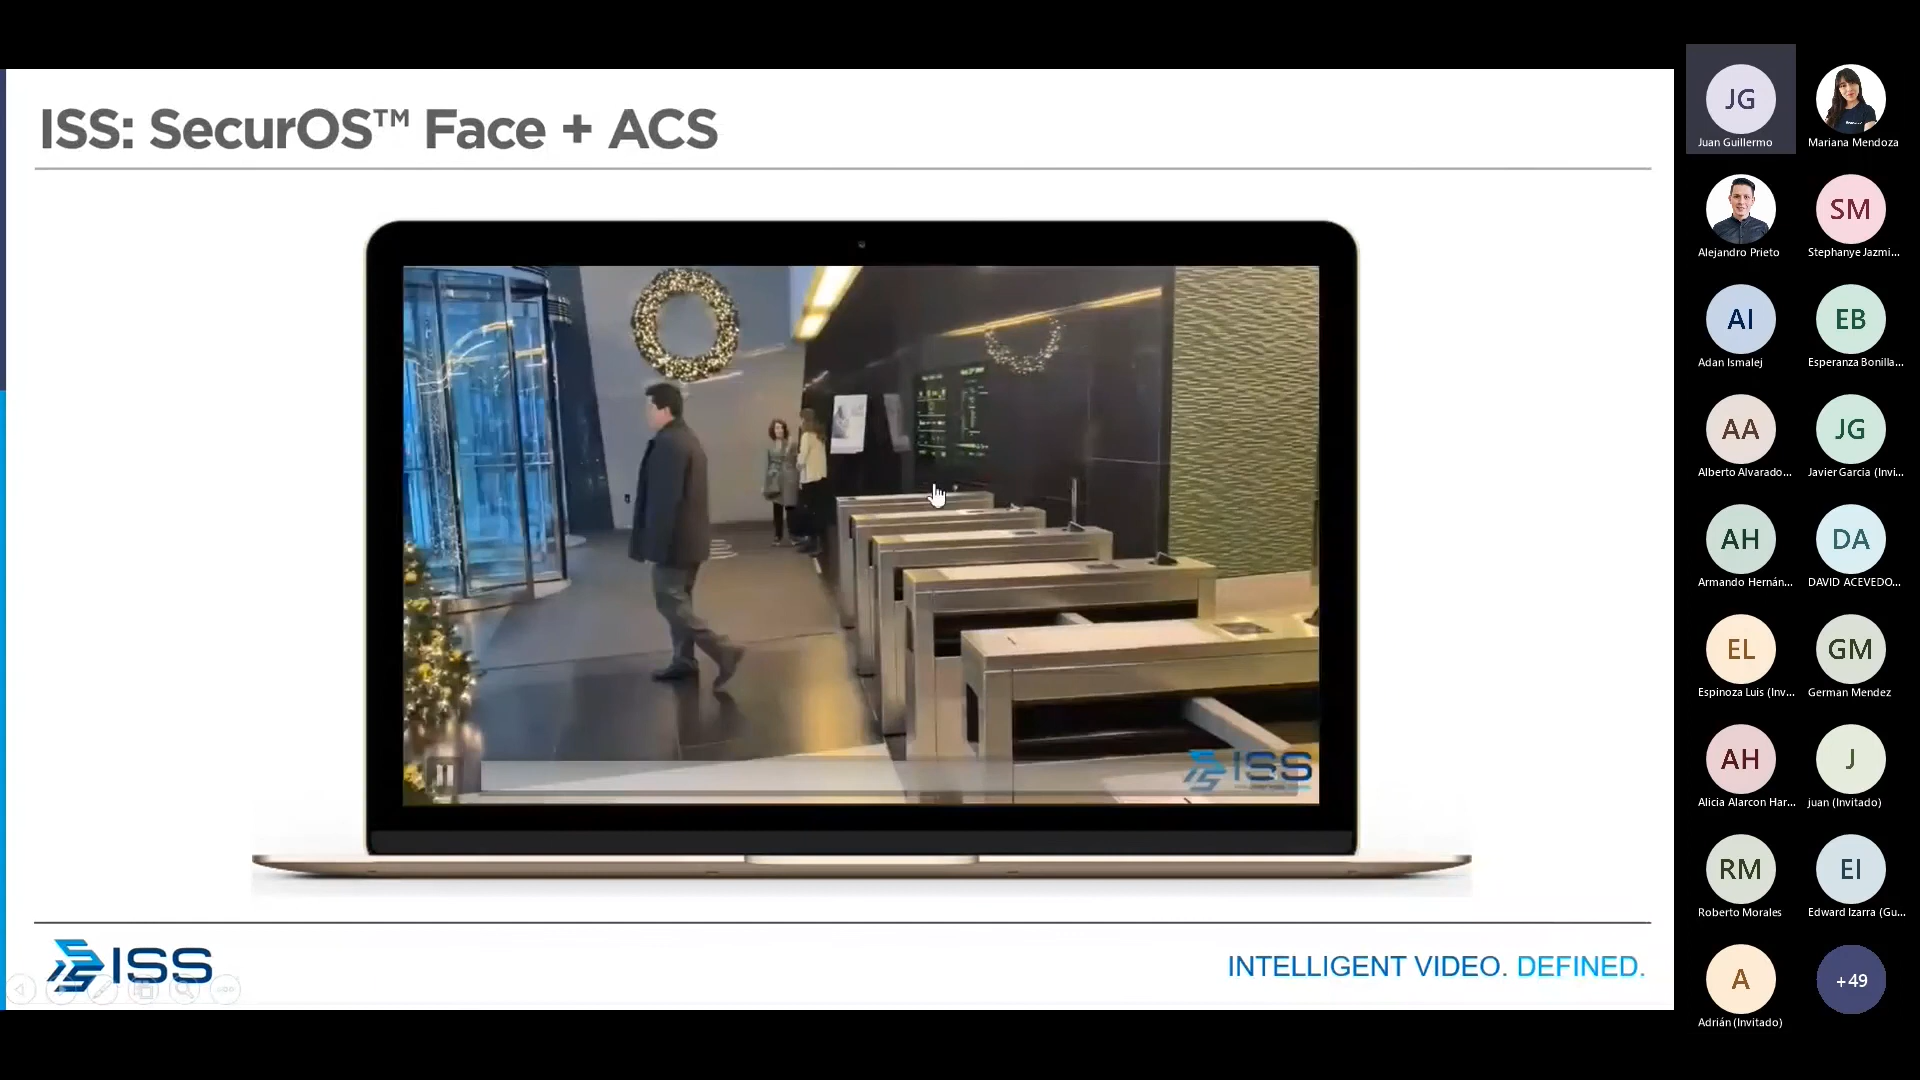 ISS: SecurOS™ Face + ACS
ISS
ISS
INTELLIGENT VIDEO. DEFINED.
JG
Juan Guillermo
Mariana Mendoza
Alejandro Prieto
SM
Stephanye Jazmi...
AI
Adan Ismalej
EB
Esperanza Bonilla...
AA
Alberto Alvarado...
JG
Javier Garcia (Invi...
AH
Armando Hernán...
DA
DAVID ACEVEDO...
EL
Espinoza Luis (Inv...
GM
German Mendez
AH
Alicia Alarcon Har...
J
juan (Invitado)
RM
Roberto Morales
EI
Edward Izarra (Gu...
A
Adrián (Invitado)
+49